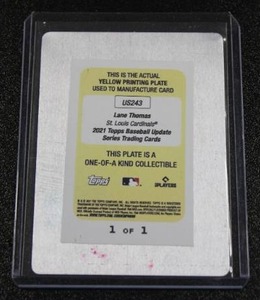 THIS IS THE ACTUAL
YELLOW PRINTING PLATE
USED TO MANUFACTURE CARD
US243
Lane Thomas
St. Louis Cardinals®
2021 Topps Baseball Update
Series Trading Cards
THIS PLATE IS A
ONE-OF-A KIND COLLECTIBLE
Topps
PLAYERS
1 OF 1